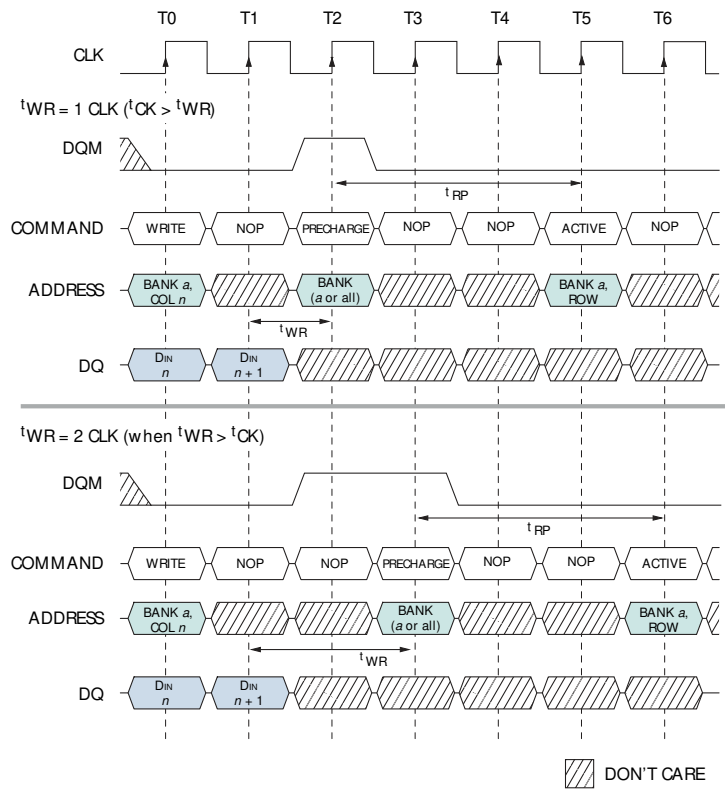 T0 T1 T2 T3 T4 T5 T6
CLK
tWR = 1 CLK (tCK > tWR)
DQM
tRP
COMMAND WRITE NOP PRECHARGE NOP NOP ACTIVE NOP
ADDRESS BANK a, COL n BANK (a or all) BANK a, ROW
tWR
DQ DIN n DIN n + 1
tWR = 2 CLK (when tWR > tCK)
DQM
tRP
COMMAND WRITE NOP NOP PRECHARGE NOP NOP ACTIVE
ADDRESS BANK a, COL n BANK (a or all) BANK a, ROW
tWR
DQ DIN n DIN n + 1
DON'T CARE